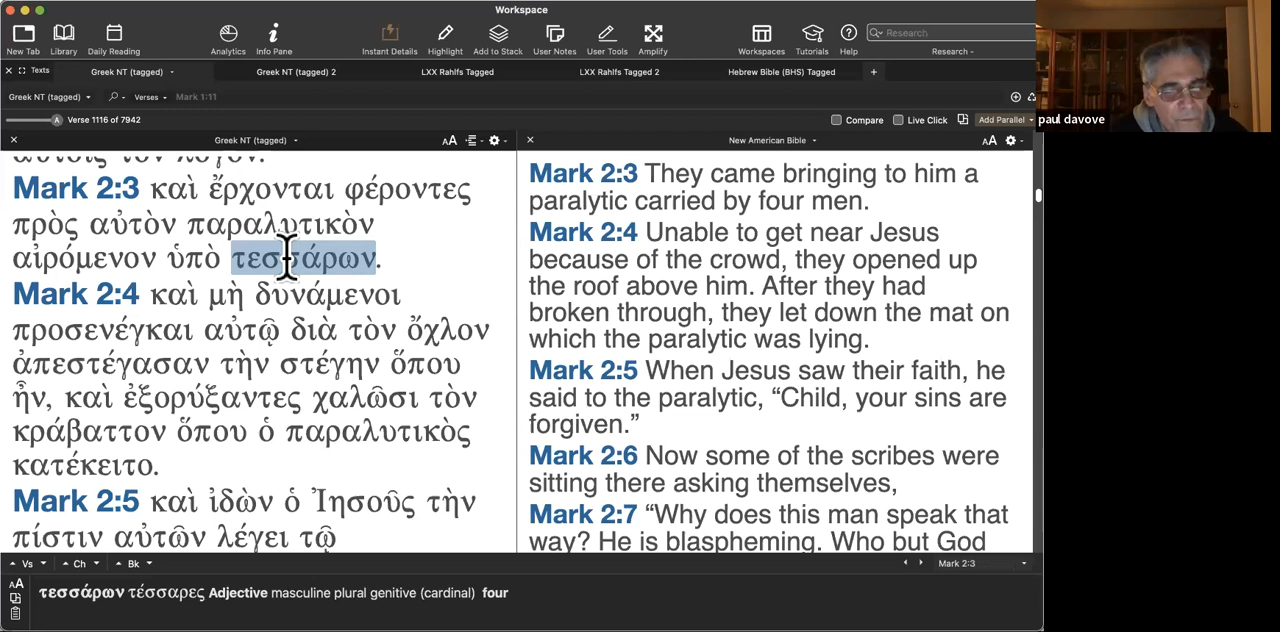 Workspace
New Tab Library Daily Reading Analytics Info Pane Instant Details Highlight Add to Stack User Notes User Tools Amplify Workspaces Tutorials Help Research
Research
Texts Greek NT (tagged) Greek NT (tagged) 2 LXX Rahlfs Tagged LXX Rahlfs Tagged 2 Hebrew Bible (BHS) Tagged +
Greek NT (tagged) Verses Mark 1:11
Verse 1116 of 7942 Compare Live Click Add Parallel
paul davove
Greek NT (tagged)
αὐτοῖς τὸν λόγον.
Mark 2:3 καὶ ἔρχονται φέροντες
πρὸς αὐτὸν παραλυτικὸν
αἰρόμενον ὑπὸ τεσσάρων.
Mark 2:4 καὶ μὴ δυνάμενοι
προσενέγκαι αὐτῷ διὰ τὸν ὄχλον
ἀπεστέγασαν τὴν στέγην ὅπου
ἦν, καὶ ἐξορύξαντες χαλῶσι τὸν
κράβαττον ὅπου ὁ παραλυτικὸς
κατέκειτο.
Mark 2:5 καὶ ἰδὼν ὁ Ἰησοῦς τὴν
πίστιν αὐτῶν λέγει τῷ
New American Bible
Mark 2:3 They came bringing to him a
paralytic carried by four men.
Mark 2:4 Unable to get near Jesus
because of the crowd, they opened up
the roof above him. After they had
broken through, they let down the mat on
which the paralytic was lying.
Mark 2:5 When Jesus saw their faith, he
said to the paralytic, “Child, your sins are
forgiven.”
Mark 2:6 Now some of the scribes were
sitting there asking themselves,
Mark 2:7 “Why does this man speak that
way? He is blaspheming. Who but God
Vs Ch Bk Mark 2:3
τεσσάρων τέσσαρες Adjective masculine plural genitive (cardinal) four